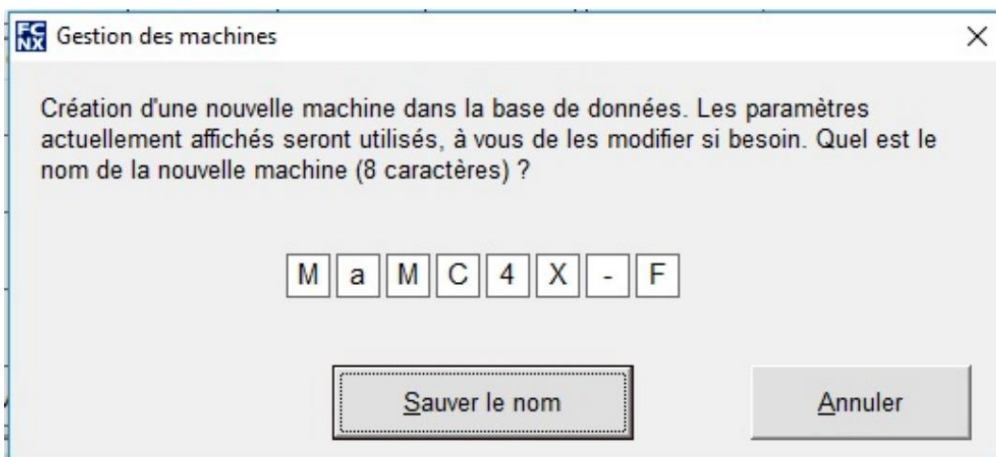 FC
NX
Gestion des machines
Création d'une nouvelle machine dans la base de données. Les paramètres
actuellement affichés seront utilisés, à vous de les modifier si besoin. Quel est le
nom de la nouvelle machine (8 caractères) ?
M a M C 4 X - F
Sauver le nom
Annuler